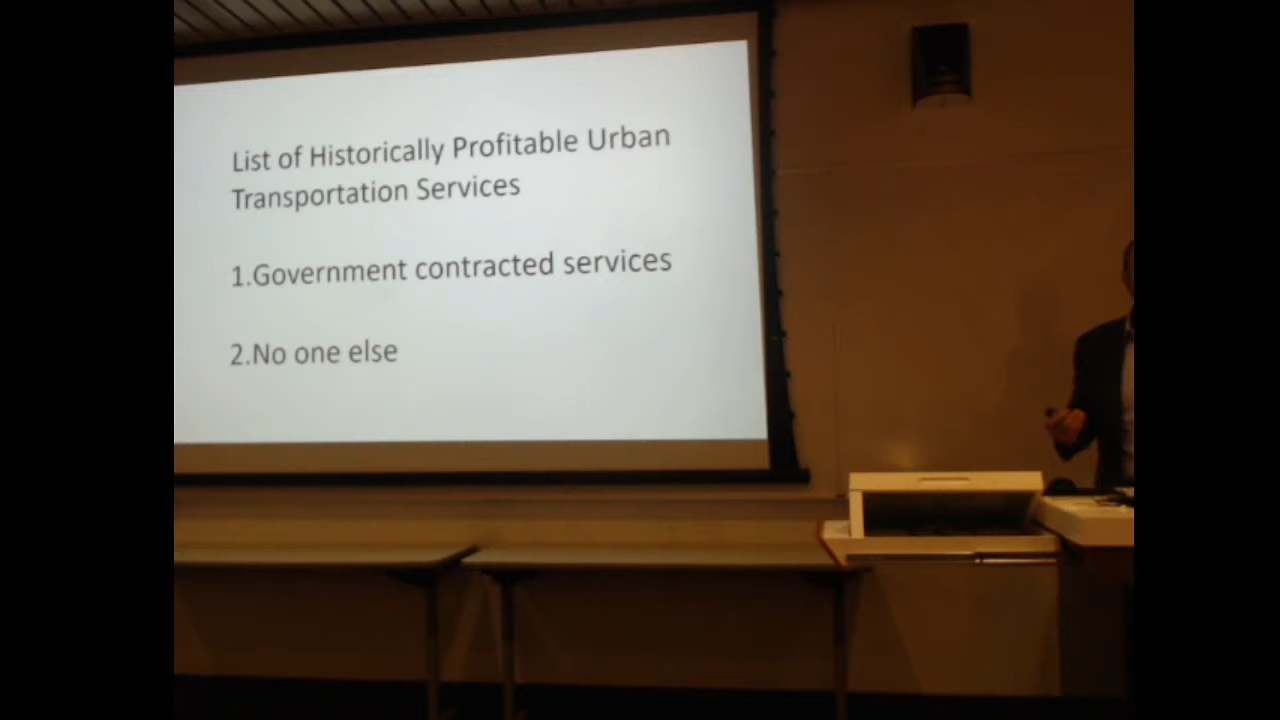 List of Historically Profitable Urban
Transportation Services
1.Government contracted services
2.No one else